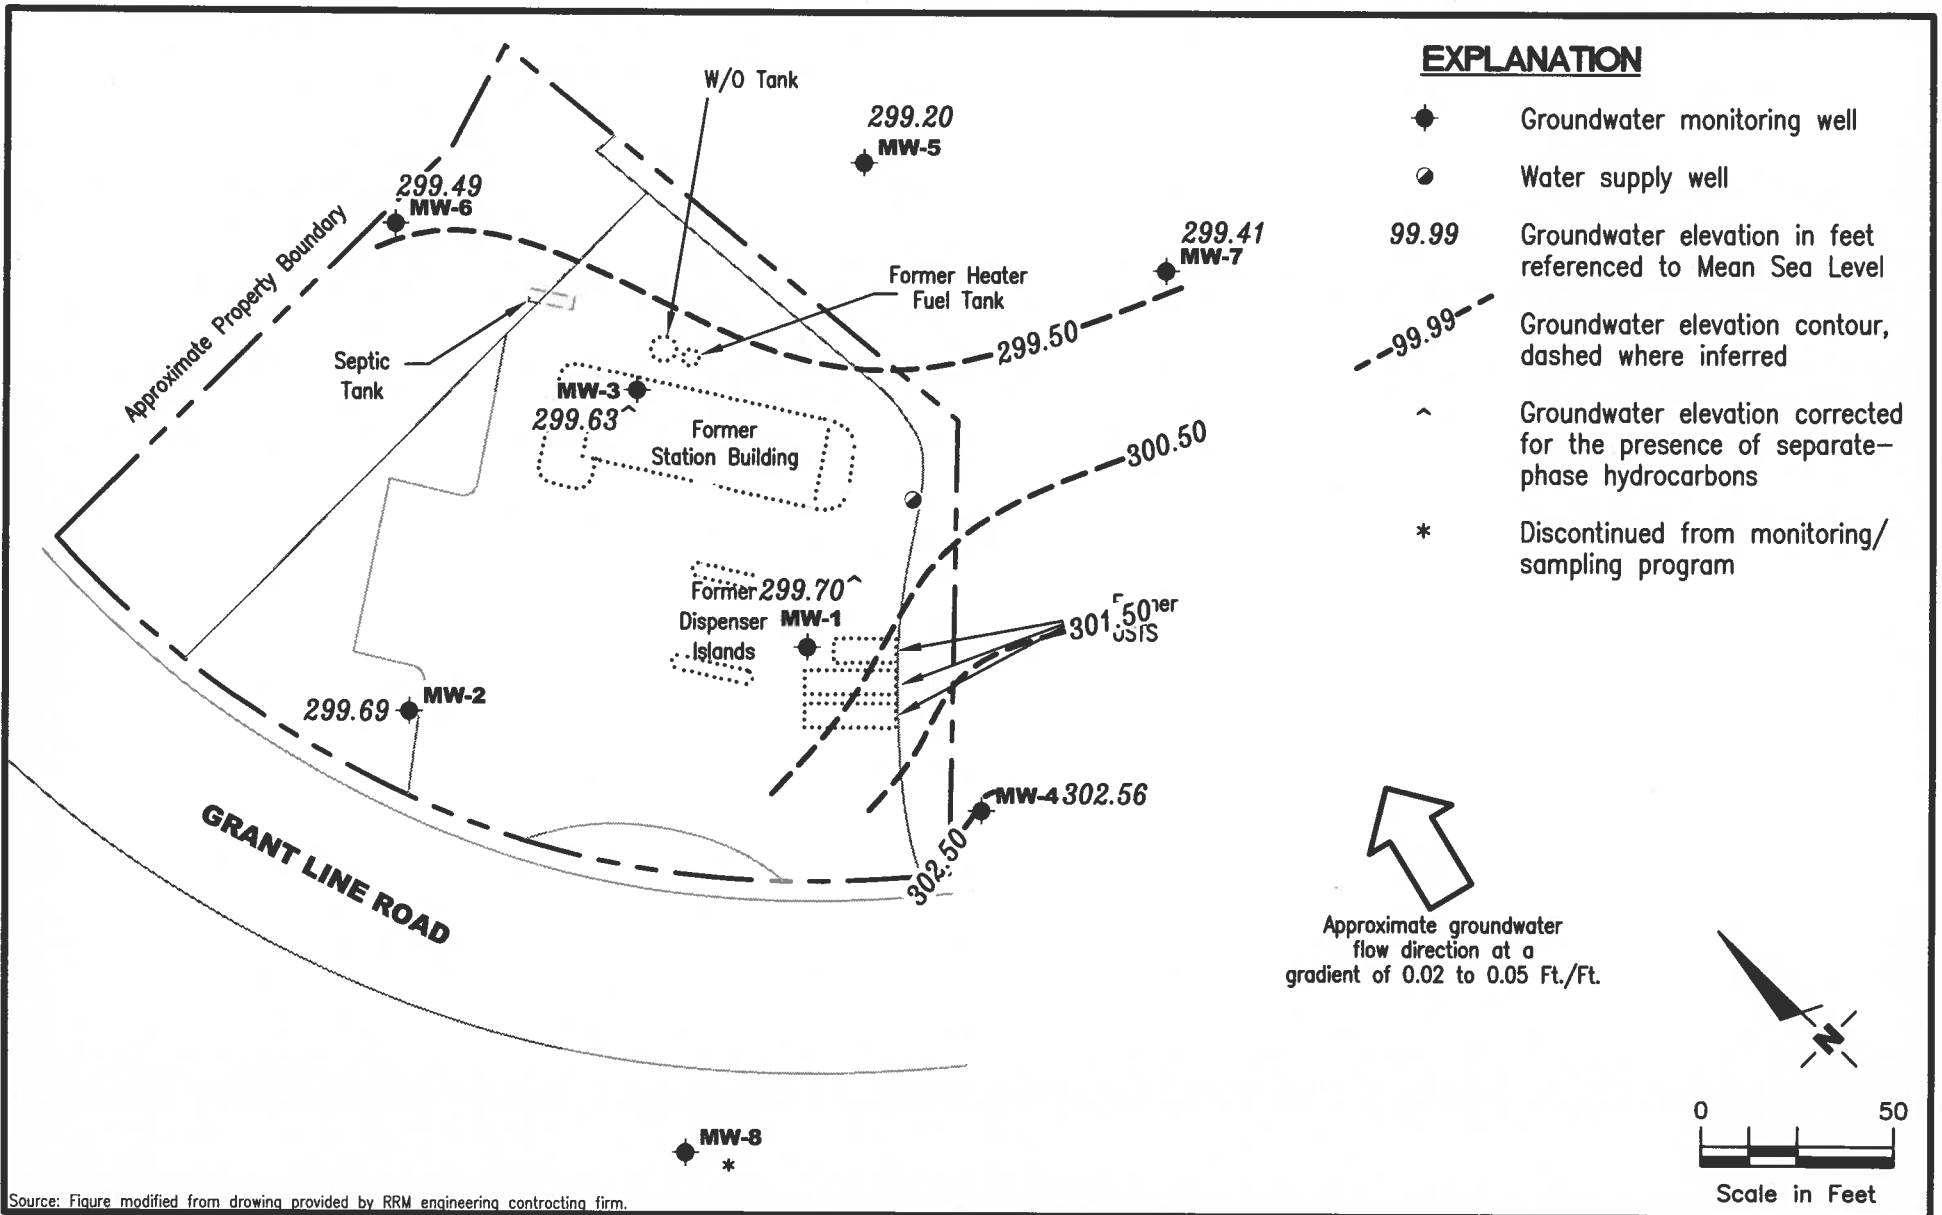 EXPLANATION
Groundwater monitoring well
Water supply well
99.99
Groundwater elevation in feet
referenced to Mean Sea Level
99.99
Groundwater elevation contour,
dashed where inferred
^
Groundwater elevation corrected
for the presence of separate-
phase hydrocarbons
*
Discontinued from monitoring/
sampling program
W/O Tank
299.20
MW-5
299.49
MW-6
299.41
MW-7
Approximate Property Boundary
Former Heater
Fuel Tank
299.50
Septic
Tank
MW-3
299.63^
Former
Station Building
300.50
Former
Dispenser
Islands
299.70^
MW-1
301.50
MW-2
299.69
MW-4 302.56
302.50
GRANT LINE ROAD
Approximate groundwater
flow direction at a
gradient of 0.02 to 0.05 Ft./Ft.
N
0 50
Scale in Feet
MW-8
*
Source: Figure modified from drawing provided by RRM engineering contracting firm.